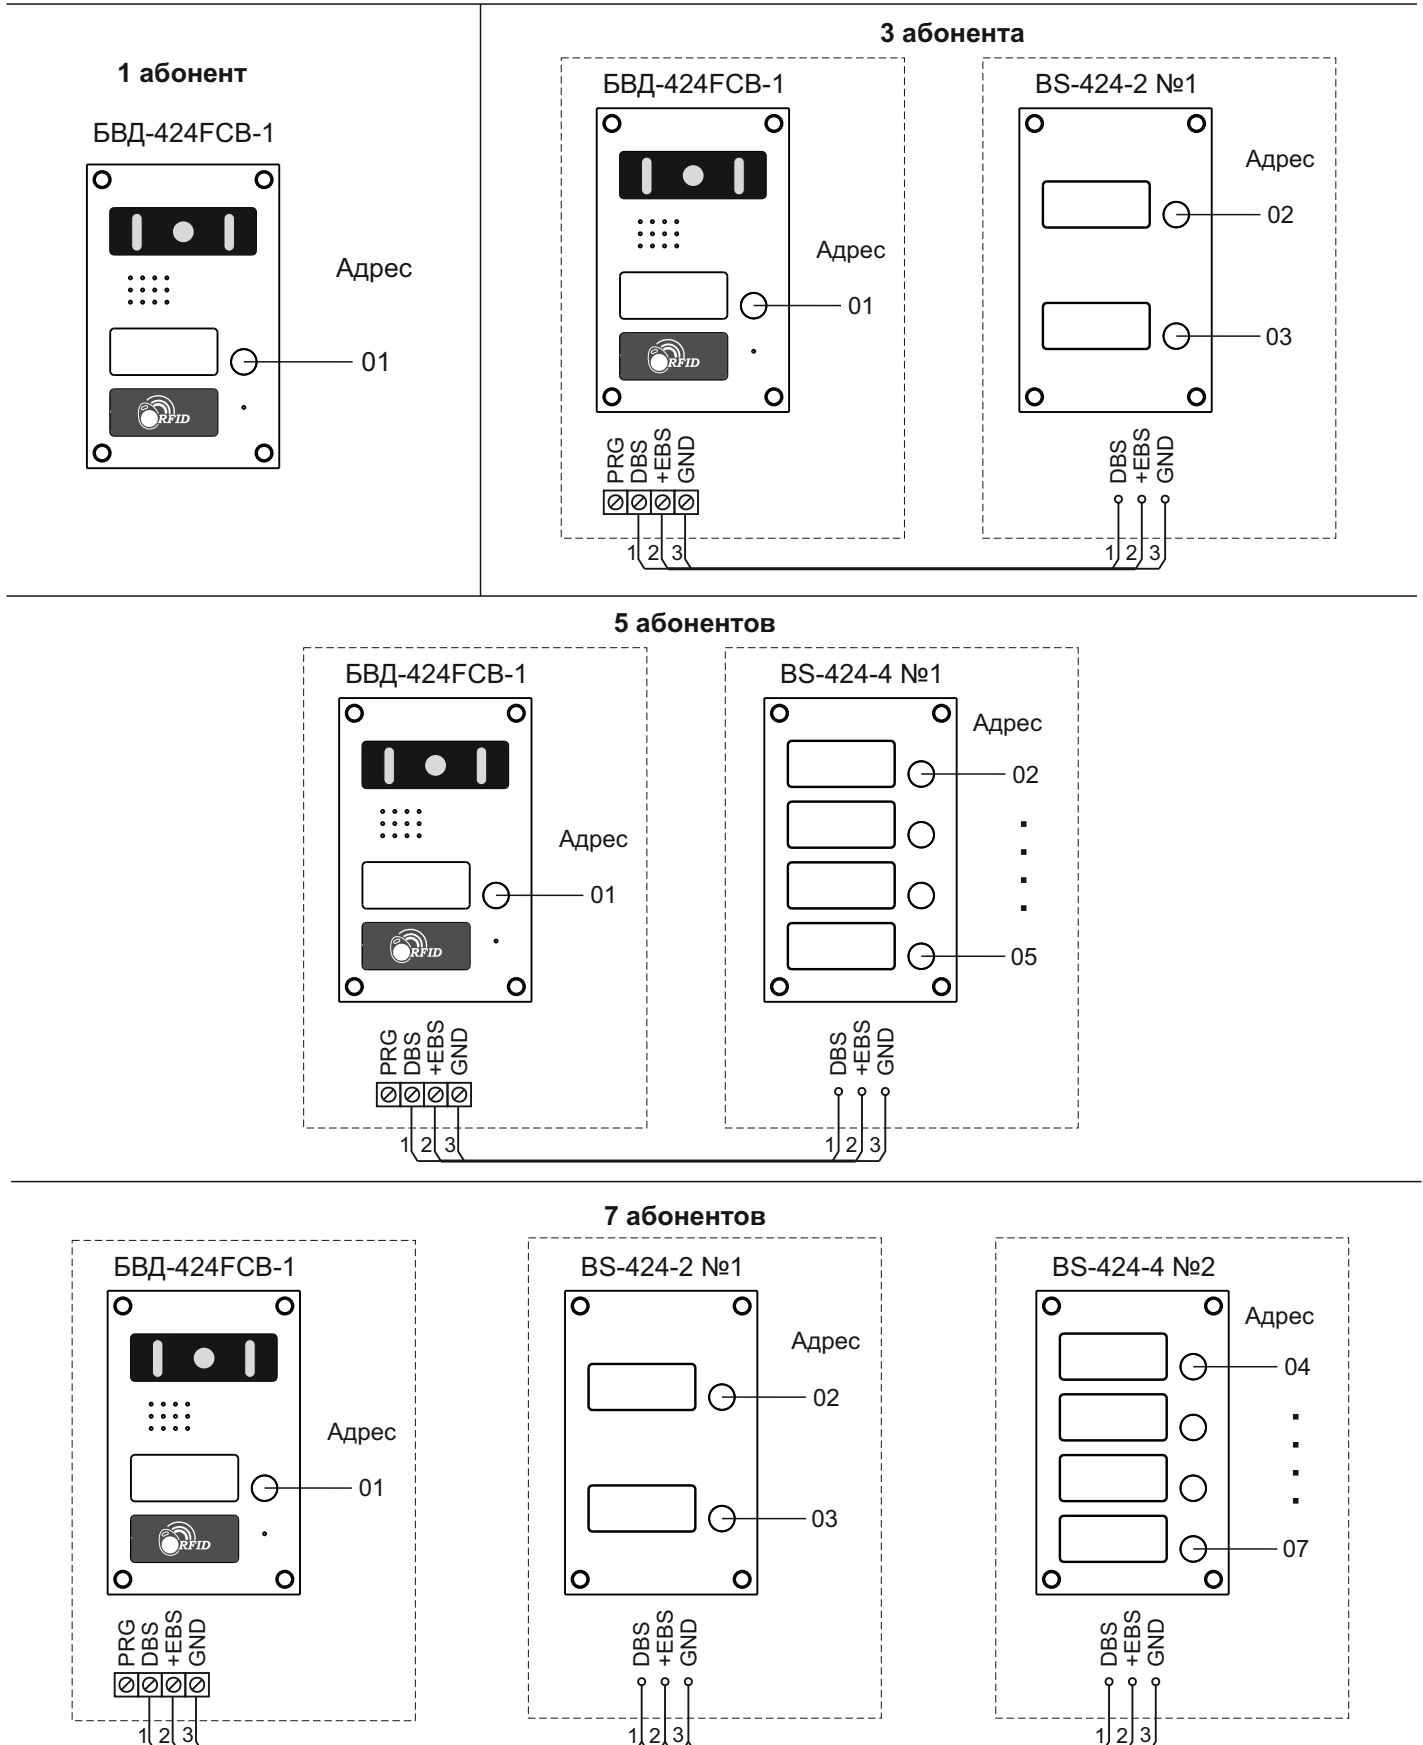 1 абонент
БВД-424FCB-1
Адрес
01
RFID
3 абонента
БВД-424FCB-1
Адрес
01
RFID
PRG
DBS
+EBS
GND
1 2 3
BS-424-2 №1
Адрес
02
03
DBS
+EBS
GND
1 2 3
5 абонентов
БВД-424FCB-1
Адрес
01
RFID
PRG
DBS
+EBS
GND
1 2 3
BS-424-4 №1
Адрес
02
05
DBS
+EBS
GND
1 2 3
7 абонентов
БВД-424FCB-1
Адрес
01
RFID
PRG
DBS
+EBS
GND
1 2 3
BS-424-2 №1
Адрес
02
03
DBS
+EBS
GND
1 2 3
BS-424-4 №2
Адрес
04
07
DBS
+EBS
GND
1 2 3